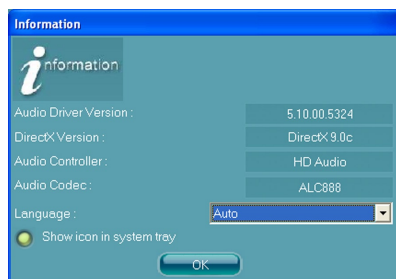 Information
information
Audio Driver Version : 5.10.00.5324
DirectX Version : DirectX 9.0c
Audio Controller : HD Audio
Audio Codec : ALC888
Language : Auto
Show icon in system tray
OK